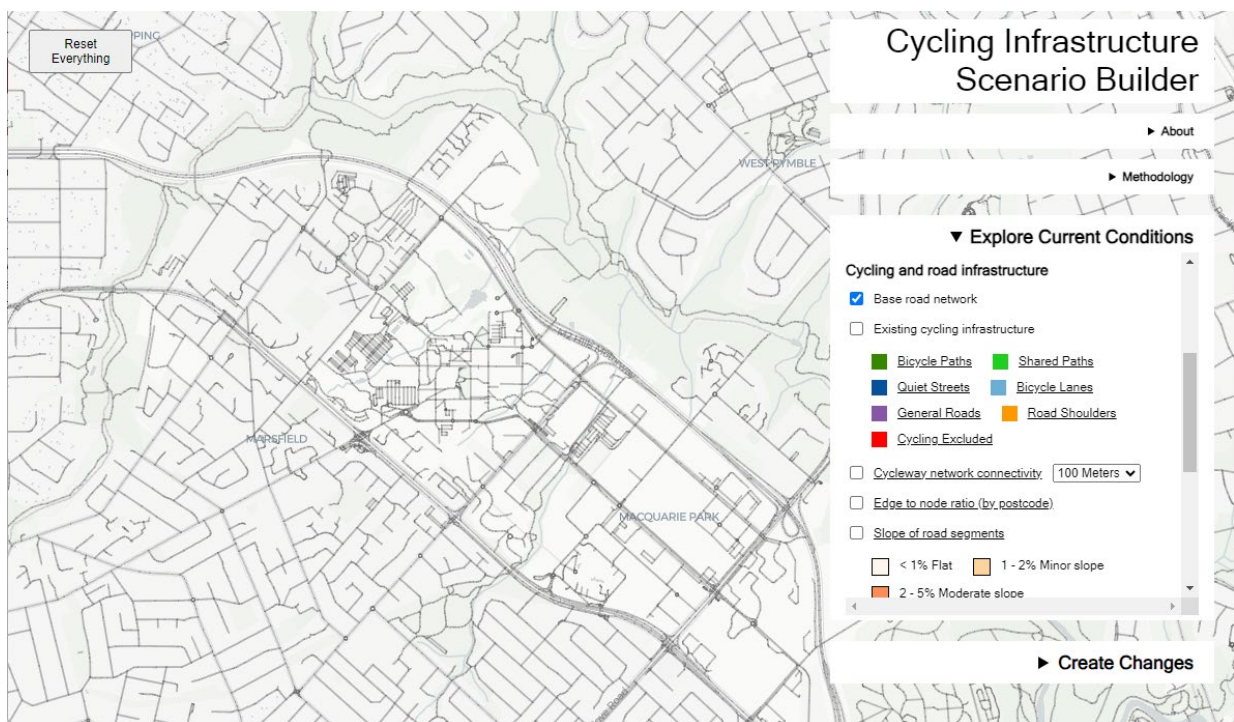 Reset
Everything
PING
Cycling Infrastructure
Scenario Builder
► About
WEST PYMBLE
► Methodology
▼ Explore Current Conditions
Cycling and road infrastructure
Base road network
Existing cycling infrastructure
Bicycle Paths
Shared Paths
Quiet Streets
Bicycle Lanes
General Roads
Road Shoulders
Cycling Excluded
MARSFIELD
Cycleway network connectivity
100 Meters
Edge to node ratio (by postcode)
MACQUARIE PARK
Slope of road segments
< 1% Flat
1 - 2% Minor slope
2 - 5% Moderate slope
► Create Changes
Road